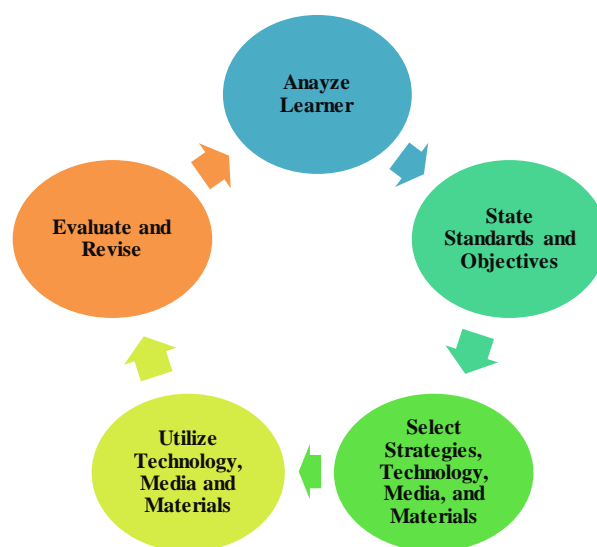 Anayze
Learner
State
Standards and
Objectives
Select
Strategies,
Technology,
Media, and
Materials
Utilize
Technology,
Media and
Materials
Evaluate and
Revise